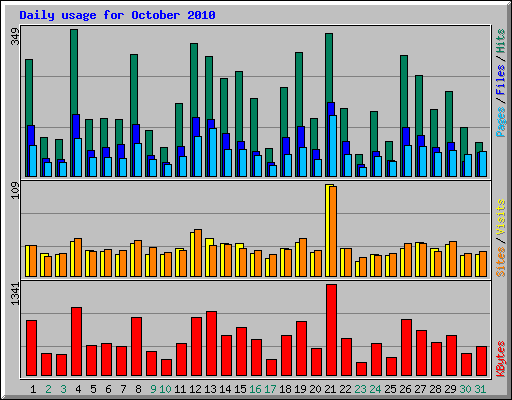 Daily usage for October 2010
349
109
1341
Pages / Files / Hits
Sites / Visits
KBytes
1 2 3 4 5 6 7 8 9 10 11 12 13 14 15 16 17 18 19 20 21 22 23 24 25 26 27 28 29 30 31